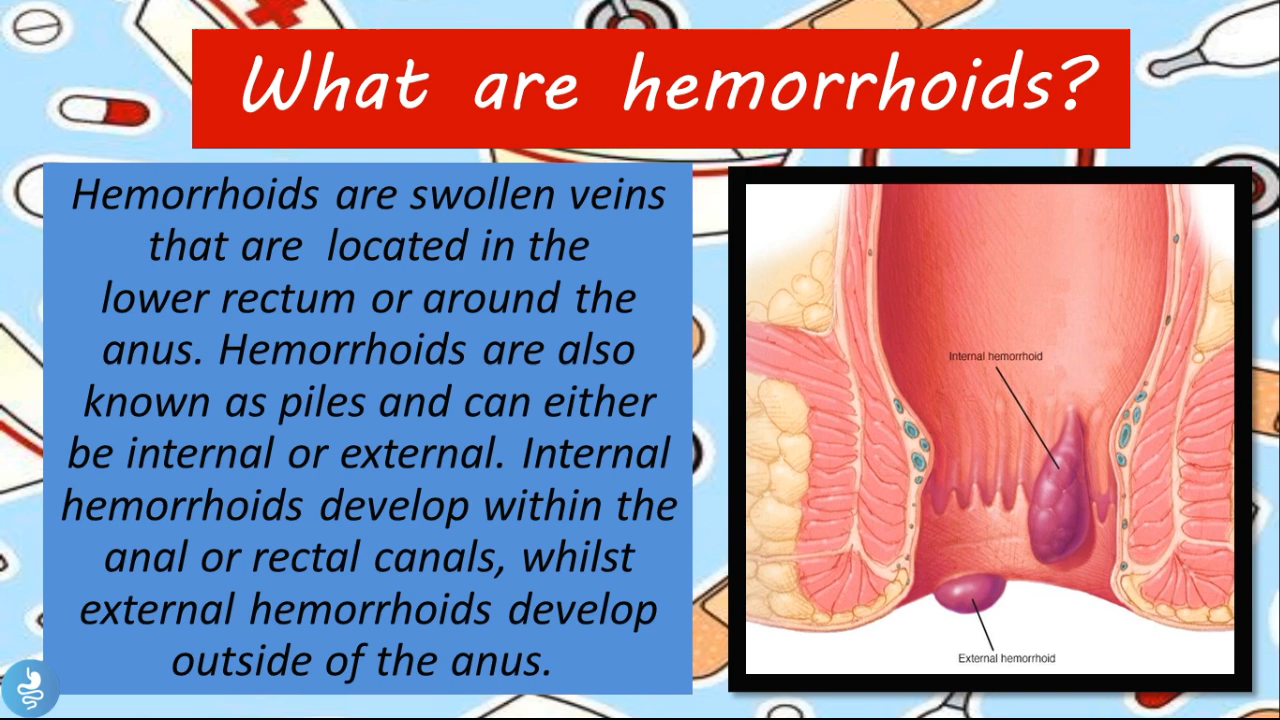 What are hemorrhoids?
Hemorrhoids are swollen veins
that are located in the
lower rectum or around the
anus. Hemorrhoids are also
known as piles and can either
be internal or external. Internal
hemorrhoids develop within the
anal or rectal canals, whilst
external hemorrhoids develop
outside of the anus.
Internal hemorrhoid
External hemorrhoid